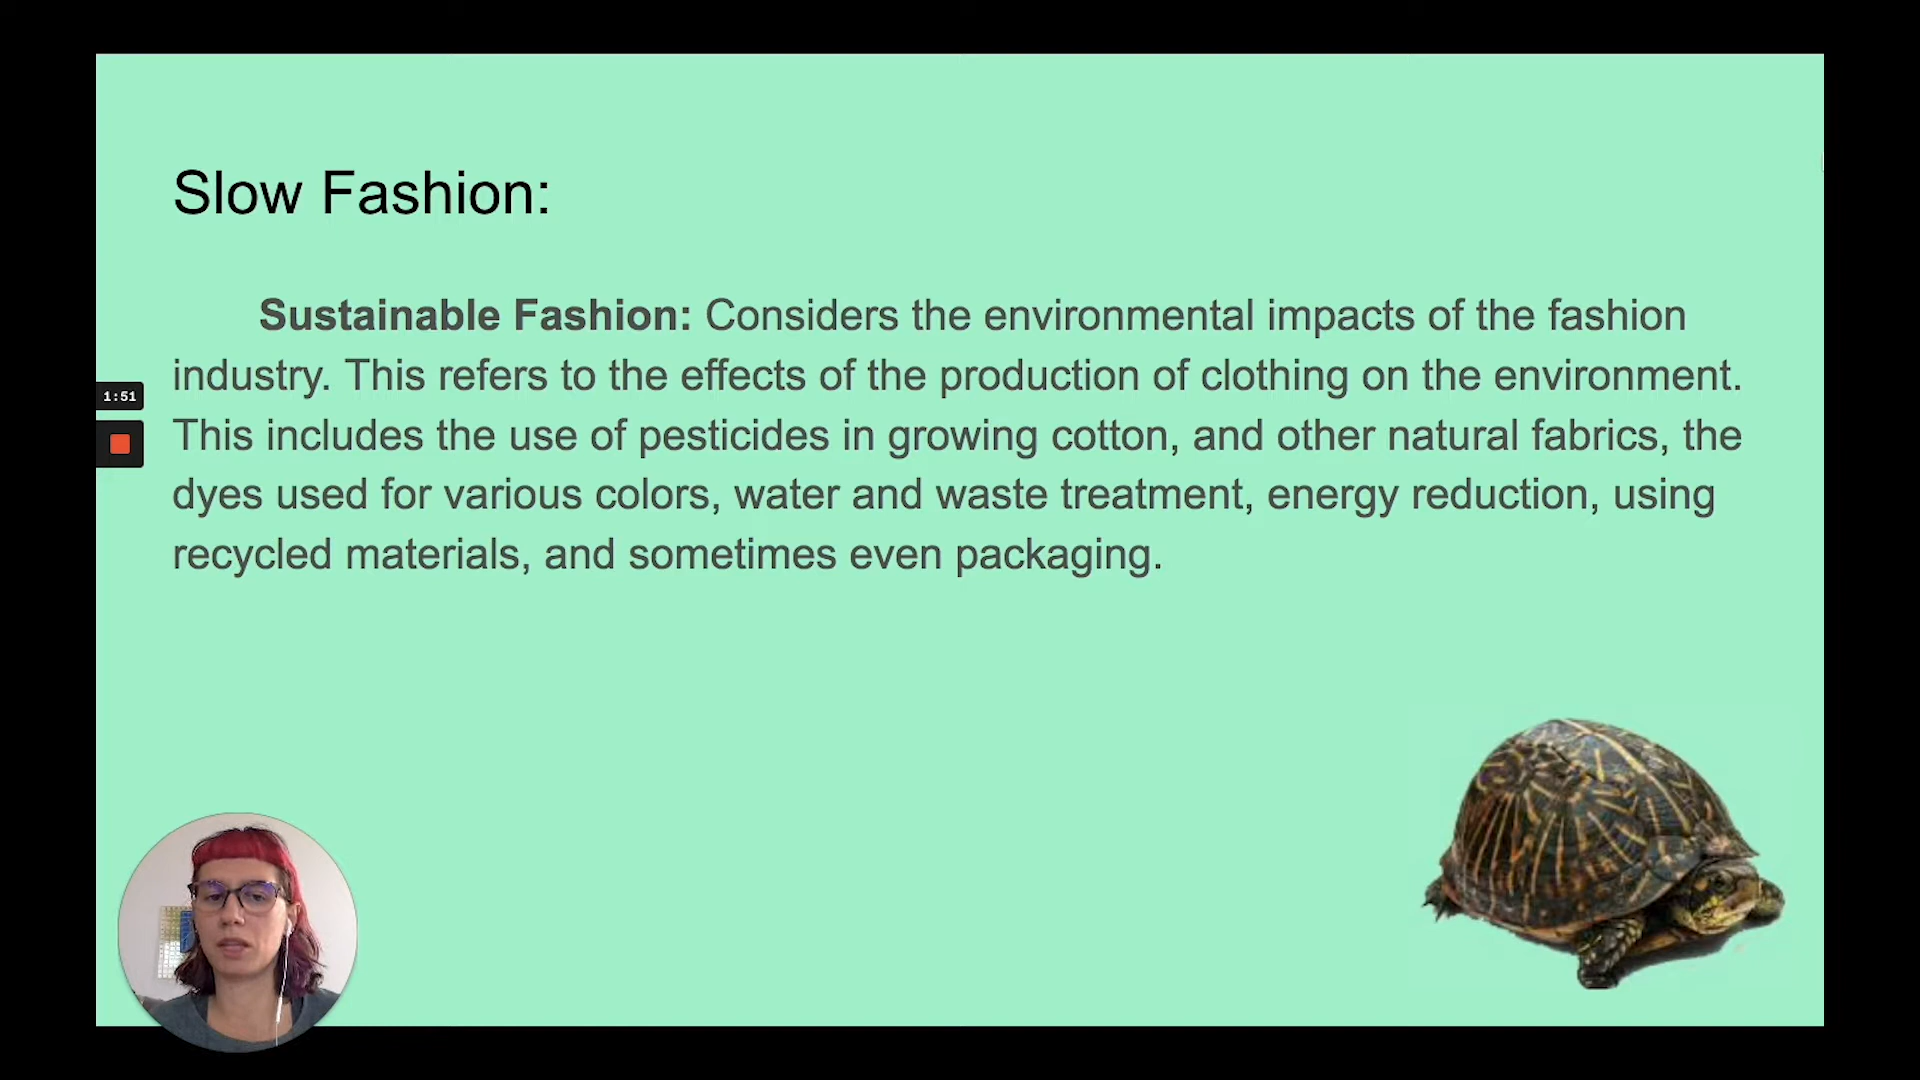 Slow Fashion:
Sustainable Fashion: Considers the environmental impacts of the fashion
industry. This refers to the effects of the production of clothing on the environment.
This includes the use of pesticides in growing cotton, and other natural fabrics, the
dyes used for various colors, water and waste treatment, energy reduction, using
recycled materials, and sometimes even packaging.
1:51